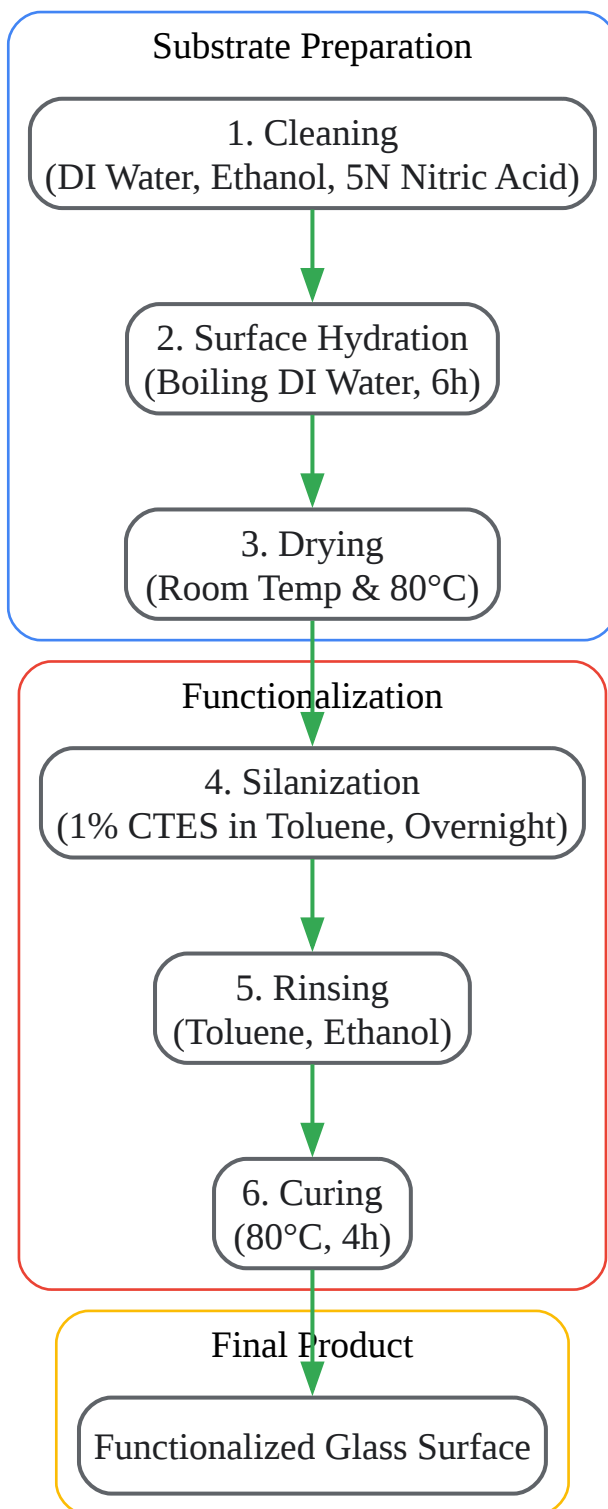 Substrate Preparation
1. Cleaning
(DI Water, Ethanol, 5N Nitric Acid)
2. Surface Hydration
(Boiling DI Water, 6h)
3. Drying
(Room Temp & 80°C)
Functionalization
4. Silanization
(1% CTES in Toluene, Overnight)
5. Rinsing
(Toluene, Ethanol)
6. Curing
(80°C, 4h)
Final Product
Functionalized Glass Surface